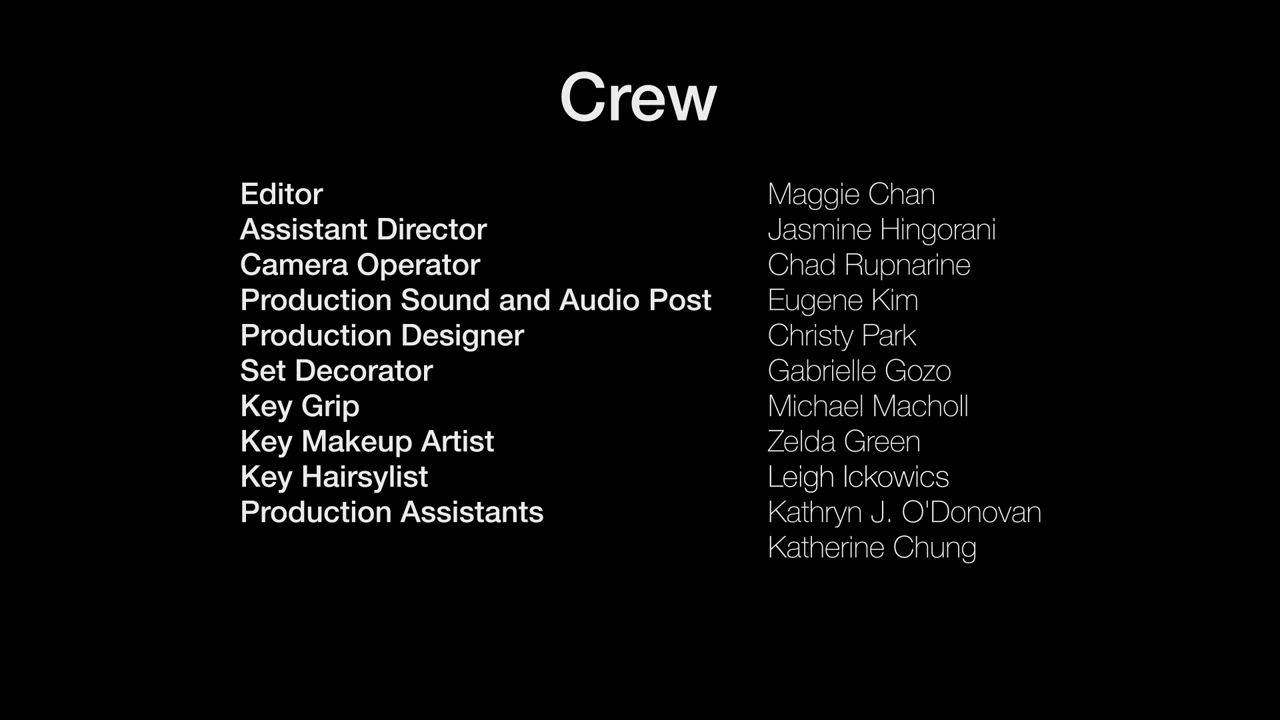 Crew
Editor Maggie Chan
Assistant Director Jasmine Hingorani
Camera Operator Chad Rupnarine
Production Sound and Audio Post Eugene Kim
Production Designer Christy Park
Set Decorator Gabrielle Gozo
Key Grip Michael Macholl
Key Makeup Artist Zelda Green
Key Hairsylist Leigh Ickowics
Production Assistants Kathryn J. O'Donovan
Katherine Chung